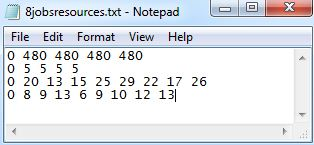 8jobsresources.txt - Notepad
File Edit Format View Help
0 480 480 480 480
0 5 5 5 5
0 20 13 15 25 29 22 17 26
0 8 9 13 6 9 10 12 13